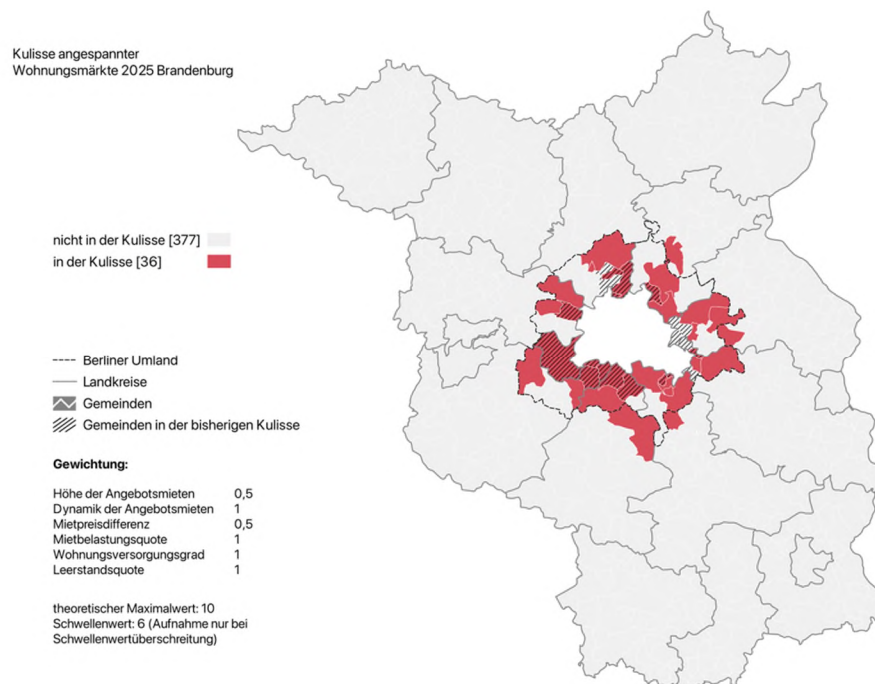 Kulisse angespannter
Wohnungsmärkte 2025 Brandenburg
nicht in der Kulisse [377]
in der Kulisse [36]
Berliner Umland
Landkreise
Gemeinden
Gemeinden in der bisherigen Kulisse
Gewichtung:
Höhe der Angebotsmieten 0,5
Dynamik der Angebotsmieten 1
Mietpreisdifferenz 0,5
Mietbelastungsquote 1
Wohnungsversorgungsgrad 1
Leerstandsquote 1
theoretischer Maximalwert: 10
Schwellenwert: 6 (Aufnahme nur bei
Schwellenwertüberschreitung)